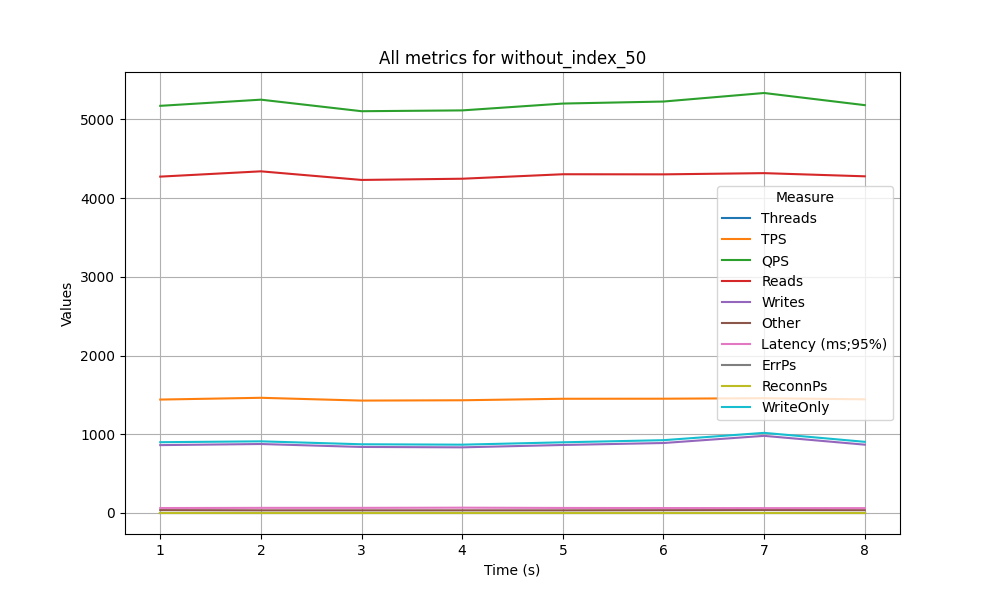 All metrics for without_index_50
Values
5000
4000
3000
2000
1000
0
1 2 3 4 5 6 7 8
Time (s)
Measure
Threads
TPS
QPS
Reads
Writes
Other
Latency (ms;95%)
ErrPs
ReconnPs
WriteOnly